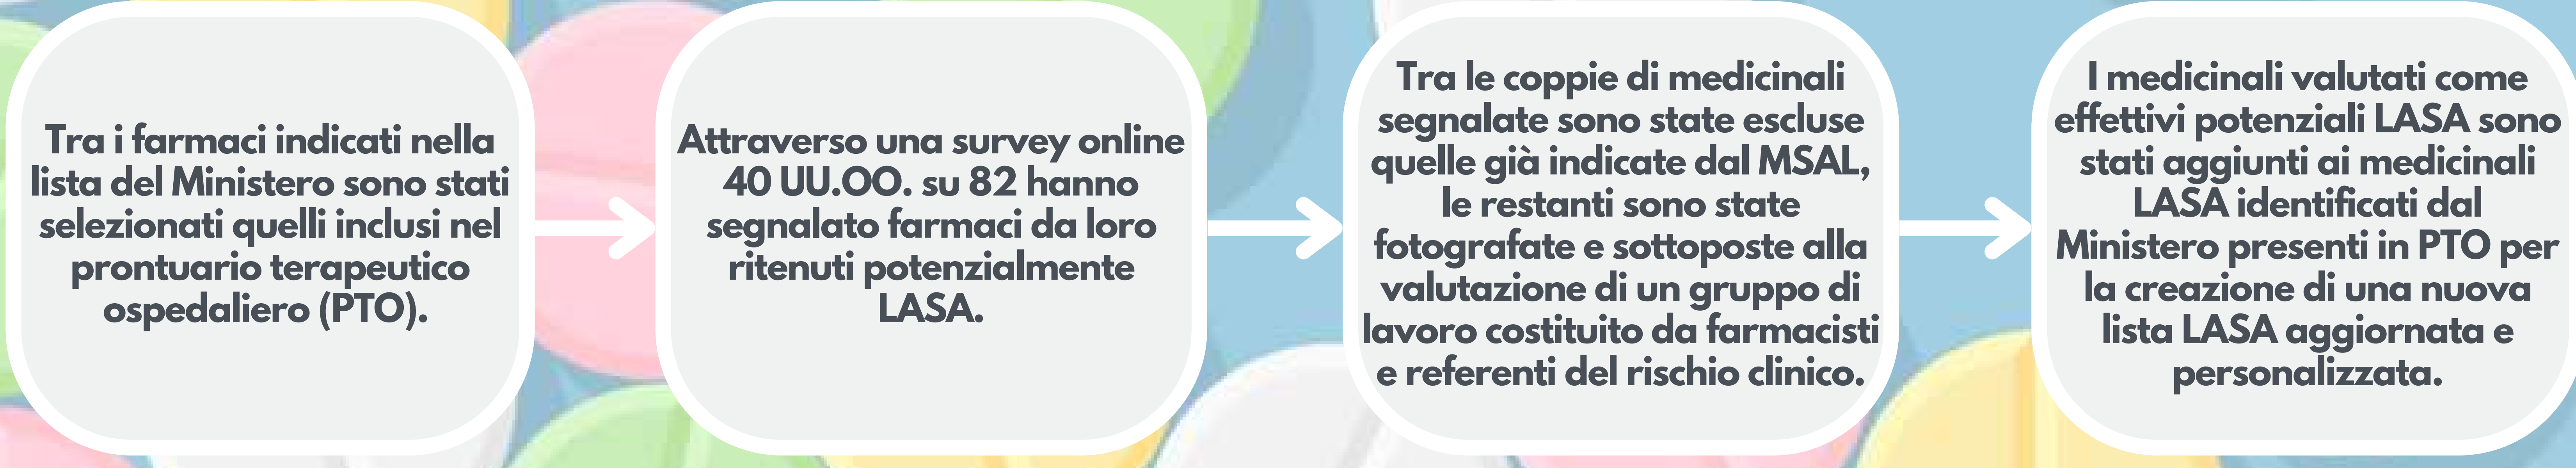 Tra i farmaci indicati nella
lista del Ministero sono stati
selezionati quelli inclusi nel
prontuario terapeutico
ospedaliero (PTO).
Attraverso una survey online
40 UU.OO. su 82 hanno
segnalato farmaci da loro
ritenuti potenzialmente
LASA.
Tra le coppie di medicinali
segnalate sono state escluse
quelle già indicate dal MSAL,
le restanti sono state
fotografate e sottoposte alla
valutazione di un gruppo di
lavoro costituito da farmacisti
e referenti del rischio clinico.
I medicinali valutati come
effettivi potenziali LASA sono
stati aggiunti ai medicinali
LASA identificati dal
Ministero presenti in PTO per
la creazione di una nuova
lista LASA aggiornata e
personalizzata.